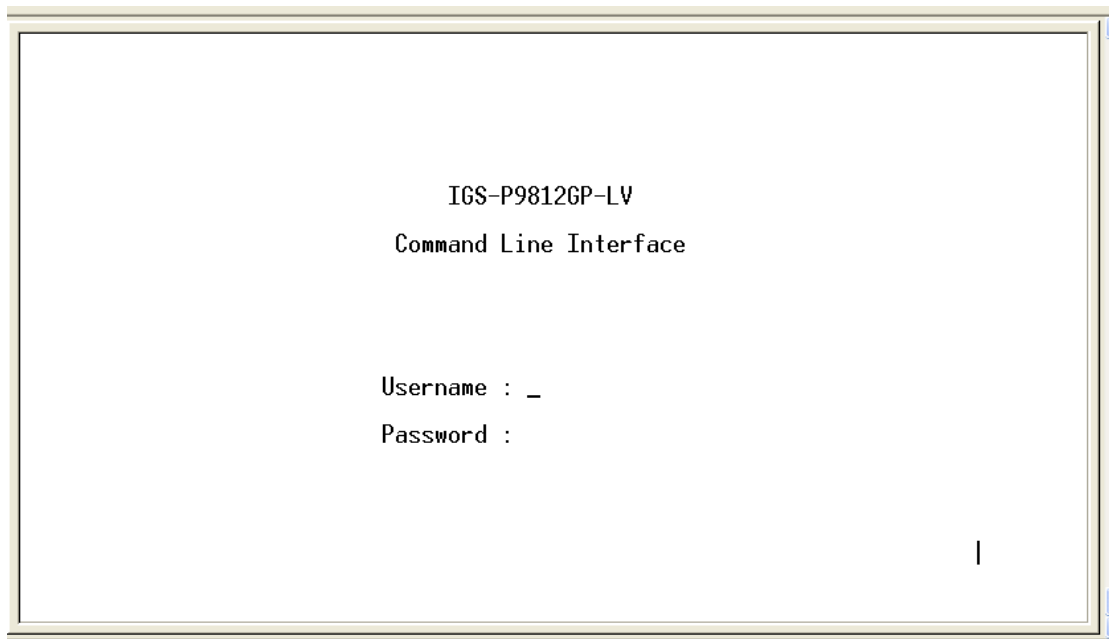 IGS-P9812GP-LV
Command Line Interface
Username : _
Password :